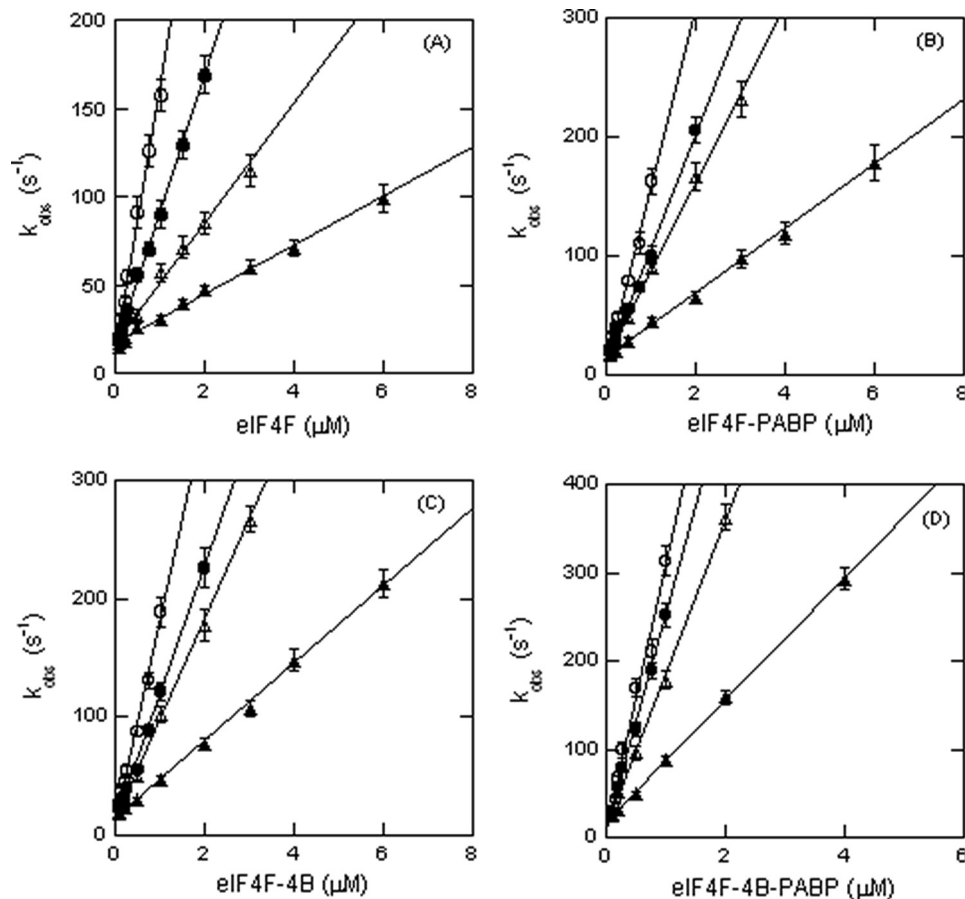 200
150
100
50
0
k_obs (s⁻¹)
(A)
0 2 4 6 8
eIF4F (μM)
300
200
100
0
k_obs (s⁻¹)
(B)
0 2 4 6 8
eIF4F-PABP (μM)
300
200
100
0
k_obs (s⁻¹)
(C)
0 2 4 6 8
eIF4F-4B (μM)
400
300
200
100
0
k_obs (s⁻¹)
(D)
0 2 4 6 8
eIF4F-4B-PABP (μM)